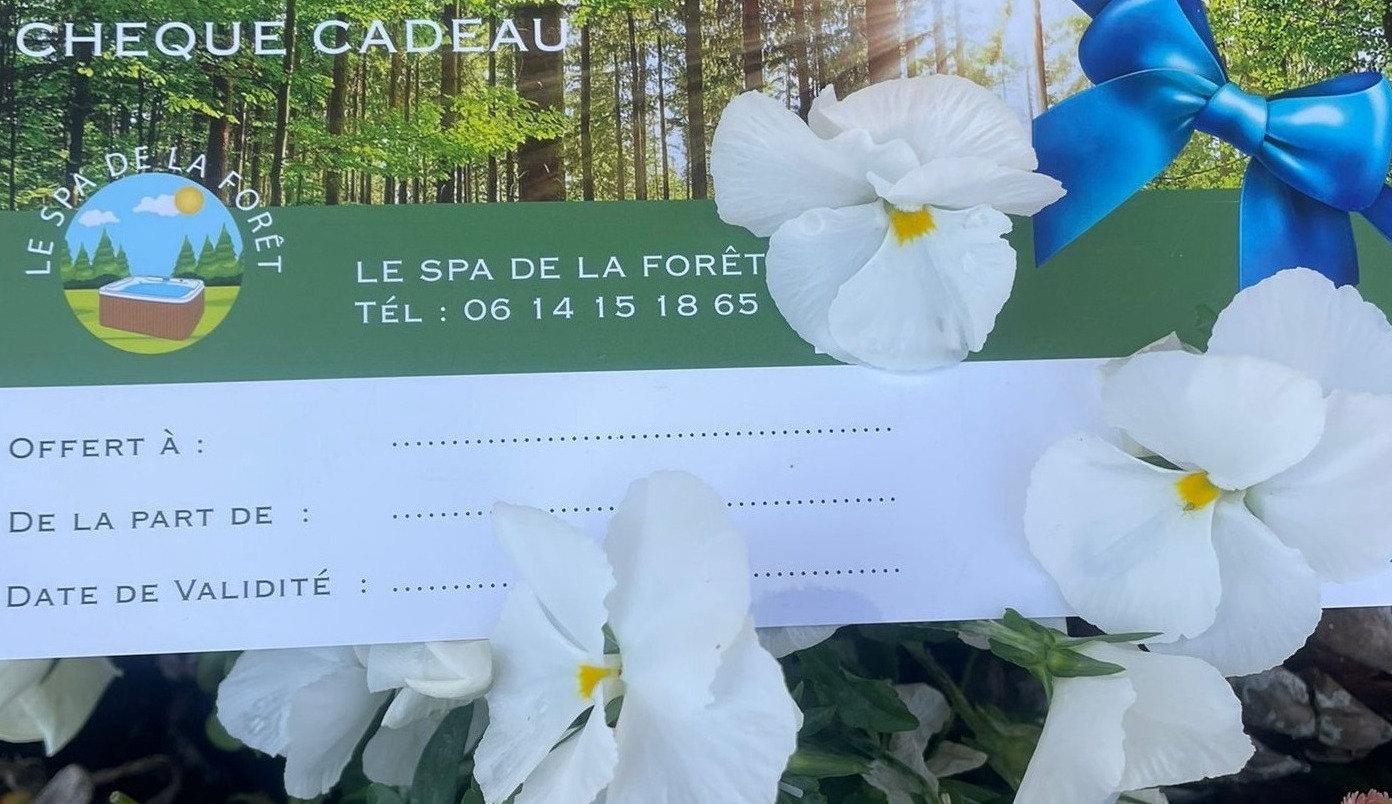 CHEQUE CADEAU
LE SPA DE LA FORÊT
LE SPA DE LA FORÊT
TÉL : 06 14 15 18 65
OFFERT À :
DE LA PART DE :
DATE DE VALIDITÉ :